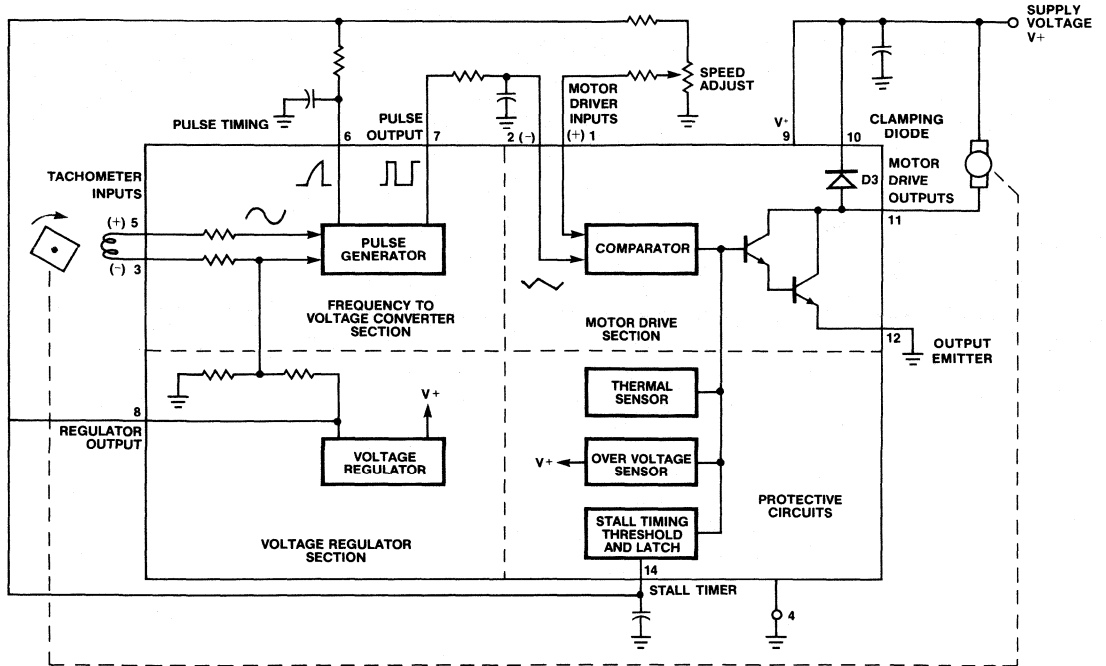 SUPPLY
VOLTAGE
V+
SPEED
ADJUST
MOTOR
DRIVER
INPUTS
PULSE TIMING
PULSE
OUTPUT
6
7
2 (-)
(+) 1
V+
9
10
CLAMPING
DIODE
TACHOMETER
INPUTS
D3
MOTOR
DRIVE
OUTPUTS
11
(+) 5
(-) 3
PULSE
GENERATOR
COMPARATOR
FREQUENCY TO
VOLTAGE CONVERTER
SECTION
MOTOR DRIVE
SECTION
12
OUTPUT
EMITTER
THERMAL
SENSOR
8
REGULATOR
OUTPUT
V+
VOLTAGE
REGULATOR
V+
OVER VOLTAGE
SENSOR
PROTECTIVE
CIRCUITS
STALL TIMING
THRESHOLD
AND LATCH
VOLTAGE REGULATOR
SECTION
14
STALL TIMER
4